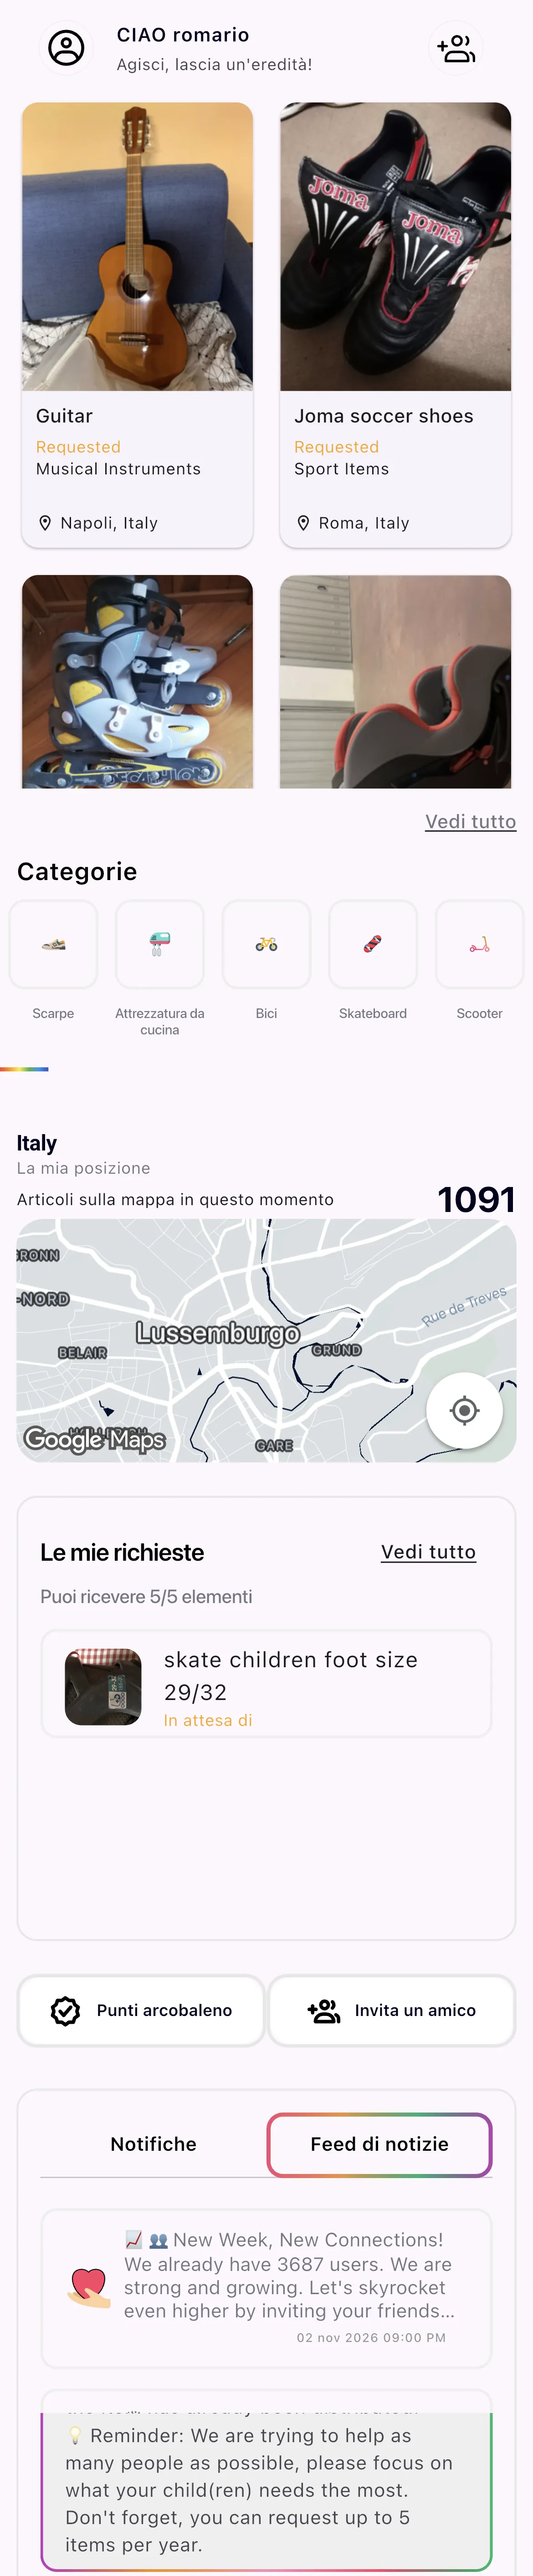 CIAO romario
Agisci, lascia un'eredità!
Joma
Joma
Guitar
Requested
Musical Instruments
Napoli, Italy
Joma soccer shoes
Requested
Sport Items
Roma, Italy
Vedi tutto
Categorie
Scarpe
Attrezzatura da
cucina
Bici
Skateboard
Scooter
Italy
La mia posizione
Articoli sulla mappa in questo momento
1091
-NORD
Rue de Treves
Lussemburgo
BELAIR
GRUND
Google Maps
GARE
Le mie richieste
Vedi tutto
Puoi ricevere 5/5 elementi
skate children foot size
29/32
In attesa di
Punti arcobaleno
Invita un amico
Notifiche
Feed di notizie
📈 👥 New Week, New Connections!
We already have 3687 users. We are
strong and growing. Let's skyrocket
even higher by inviting your friends...
02 nov 2026 09:00 PM
💡 Reminder: We are trying to help as
many people as possible, please focus on
what your child(ren) needs the most.
Don't forget, you can request up to 5
items per year.